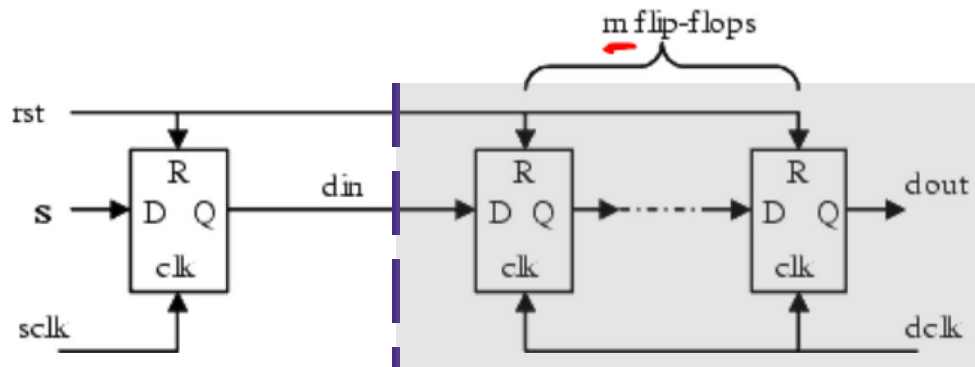 m flip-flops
rst
R R R
din dout
s D Q D Q D Q
clk clk clk
sclk dclk